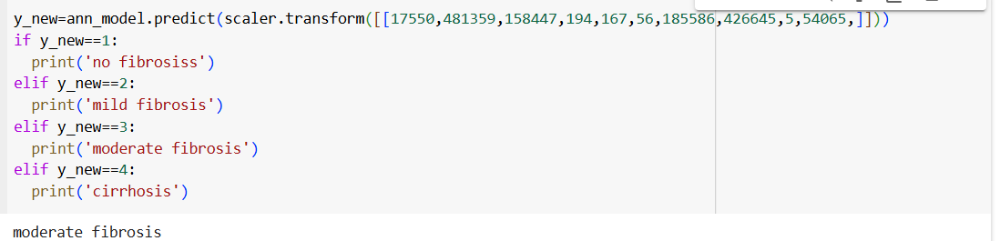 y_new=ann_model.predict(scaler.transform([[17550,481359,158447,194,167,56,185586,426645,5,54065,]]))
if y_new==1:
  print('no fibrosiss')
elif y_new==2:
  print('mild fibrosis')
elif y_new==3:
  print('moderate fibrosis')
elif y_new==4:
  print('cirrhosis')
moderate fibrosis